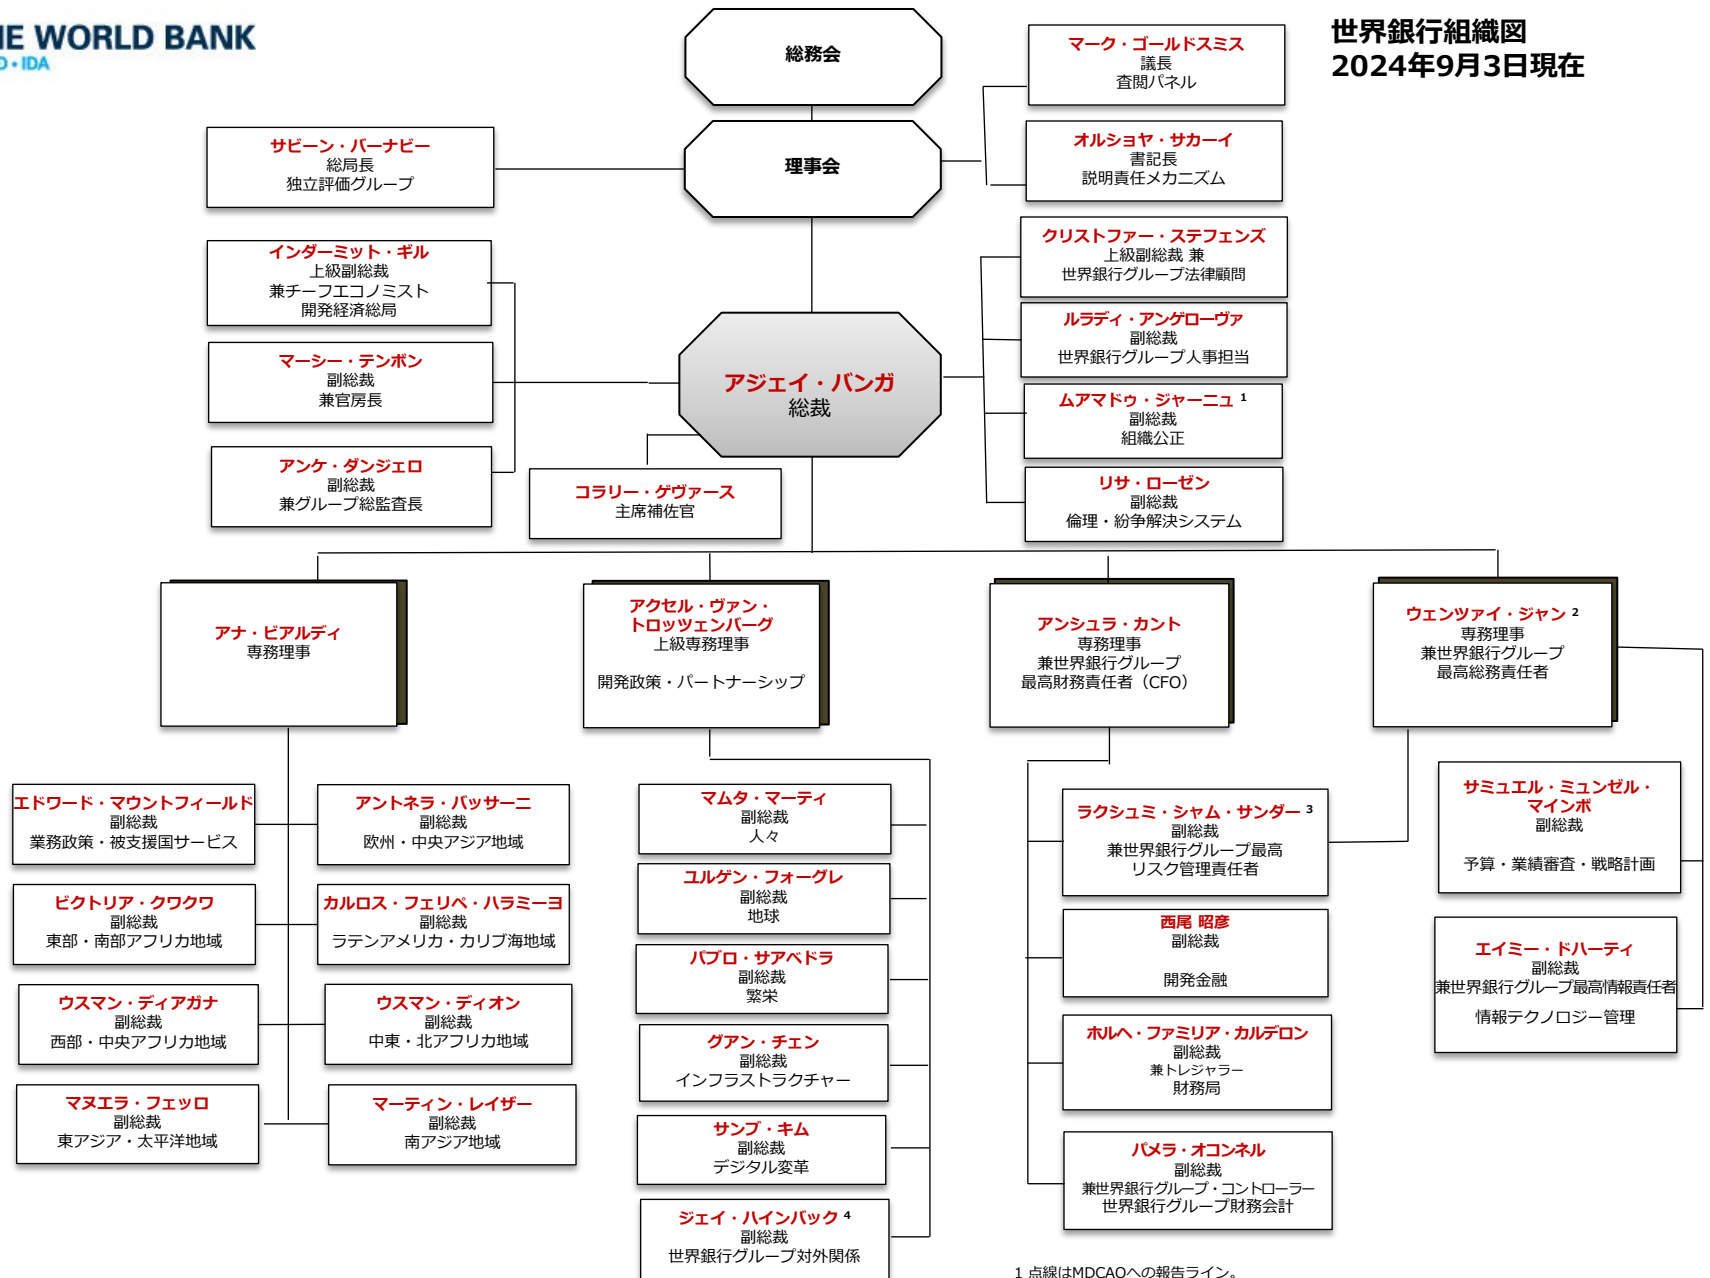 HE WORLD BANK
D • IDA
世界銀行組織図
2024年9月3日現在
総務会
マーク・ゴールドスミス
議長
査閲パネル
サビーン・バーナビー
総局長
独立評価グループ
理事会
オルショヤ・サカーイ
書記長
説明責任メカニズム
インダーミット・ギル
上級副総裁
兼チーフエコノミスト
開発経済総局
クリストファー・ステフェンズ
上級副総裁 兼
世界銀行グループ法律顧問
マーシー・テンボン
副総裁
兼官房長
アジェイ・バンガ
総裁
ルラディ・アンゲローヴァ
副総裁
世界銀行グループ人事担当
ムアマドゥ・ジャーニュ 1
副総裁
組織公正
アンケ・ダンジェロ
副総裁
兼グループ総監査長
コラリー・ゲヴァース
主席補佐官
リサ・ローゼン
副総裁
倫理・紛争解決システム
アナ・ビアルディ
専務理事
アクセル・ヴァン・
トロッツェンバーグ
上級専務理事
開発政策・パートナーシップ
アンシュラ・カント
専務理事
兼世界銀行グループ
最高財務責任者（CFO）
ウェンツァイ・ジャン 2
専務理事
兼世界銀行グループ
最高総務責任者
エドワード・マウントフィールド
副総裁
業務政策・被支援国サービス
アントネラ・バッサーニ
副総裁
欧州・中央アジア地域
ビクトリア・クワクワ
副総裁
東部・南部アフリカ地域
カルロス・フェリペ・ハラミーヨ
副総裁
ラテンアメリカ・カリブ海地域
ウスマン・ディアガナ
副総裁
西部・中央アフリカ地域
ウスマン・ディオン
副総裁
中東・北アフリカ地域
マヌエラ・フェッロ
副総裁
東アジア・太平洋地域
マーティン・レイザー
副総裁
南アジア地域
マムタ・マーティ
副総裁
人々
ユルゲン・フォーグレ
副総裁
地球
パブロ・サアベドラ
副総裁
繁栄
グアン・チェン
副総裁
インフラストラクチャー
サンブ・キム
副総裁
デジタル変革
ジェイ・ハインバック 4
副総裁
世界銀行グループ対外関係
ラクシュミ・シャム・サンダー 3
副総裁
兼世界銀行グループ最高
リスク管理責任者
西尾 昭彦
副総裁
開発金融
ホルヘ・ファミリア・カルデロン
副総裁
兼トレジャラー
財務局
パメラ・オコンネル
副総裁
兼世界銀行グループ・コントローラー
世界銀行グループ財務会計
サミュエル・ミュンゼル・
マインボ
副総裁
予算・業績審査・戦略計画
エイミー・ドハーティ
副総裁
兼世界銀行グループ最高情報責任者
情報テクノロジー管理
1 点線はMDCAOへの報告ライン。